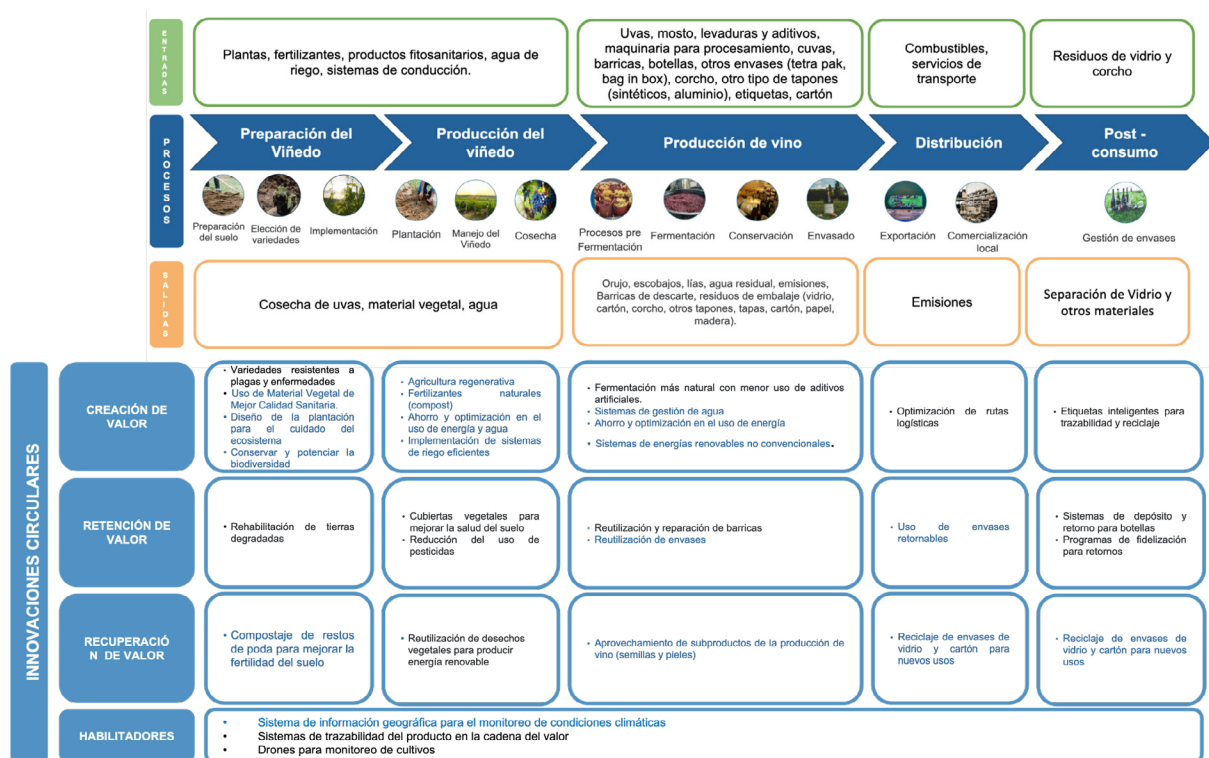 ENTRADAS
Plantas, fertilizantes, productos fitosanitarios, agua de
riego, sistemas de conducción.
Uvas, mosto, levaduras y aditivos,
maquinaria para procesamiento, cuvas,
barricas, botellas, otros envases (tetra pak,
bag in box), corcho, otro tipo de tapones
(sintéticos, aluminio), etiquetas, cartón
Combustibles,
servicios de
transporte
Residuos de vidrio y
corcho
PROCESOS
Preparación del
Viñedo
Producción del
viñedo
Producción de vino
Distribución
Post -
consumo
Preparación
del suelo
Elección de
variedades
Implementación
Plantación
Manejo del
Viñedo
Cosecha
Procesos pre
Fermentación
Fermentación
Conservación
Envasado
Exportación
Comercialización
local
Gestión de envases
SALIDAS
Cosecha de uvas, material vegetal, agua
Orujo, escobajos, lías, agua residual, emisiones,
Barricas de descarte, residuos de embalaje (vidrio,
cartón, corcho, otros tapones, tapas, cartón, papel,
madera).
Emisiones
Separación de Vidrio y
otros materiales
INNOVACIONES CIRCULARES
CREACIÓN DE
VALOR
• Variedades resistentes a
plagas y enfermedades
• Uso de Material Vegetal de
Mejor Calidad Sanitaria.
• Diseño de la plantación
para el cuidado del
ecosistema
• Conservar y potenciar la
biodiversidad
• Agricultura regenerativa
• Fertilizantes naturales
(compost)
• Ahorro y optimización en el
uso de energía y agua
• Implementación de sistemas
de riego eficientes
• Fermentación más natural con menor uso de aditivos
artificiales.
• Sistemas de gestión de agua
• Ahorro y optimización en el uso de energía
• Sistemas de energías renovables no convencionales.
• Optimización de rutas
logísticas
• Etiquetas inteligentes para
trazabilidad y reciclaje
RETENCIÓN DE
VALOR
• Rehabilitación de tierras
degradadas
• Cubiertas vegetales para
mejorar la salud del suelo
• Reducción del uso de
pesticidas
• Reutilización y reparación de barricas
• Reutilización de envases
• Uso de envases
retornables
• Sistemas de depósito y
retorno para botellas
• Programas de fidelización
para retornos
RECUPERACIÓ
N DE VALOR
• Compostaje de restos
de poda para mejorar la
fertilidad del suelo
• Reutilización de desechos
vegetales para producir
energía renovable
• Aprovechamiento de subproductos de la producción de
vino (semillas y pieles)
• Reciclaje de envases de
vidrio y cartón para
nuevos usos
• Reciclaje de envases de
vidrio y cartón para nuevos
usos
HABILITADORES
• Sistema de información geográfica para el monitoreo de condiciones climáticas
• Sistemas de trazabilidad del producto en la cadena del valor
• Drones para monitoreo de cultivos